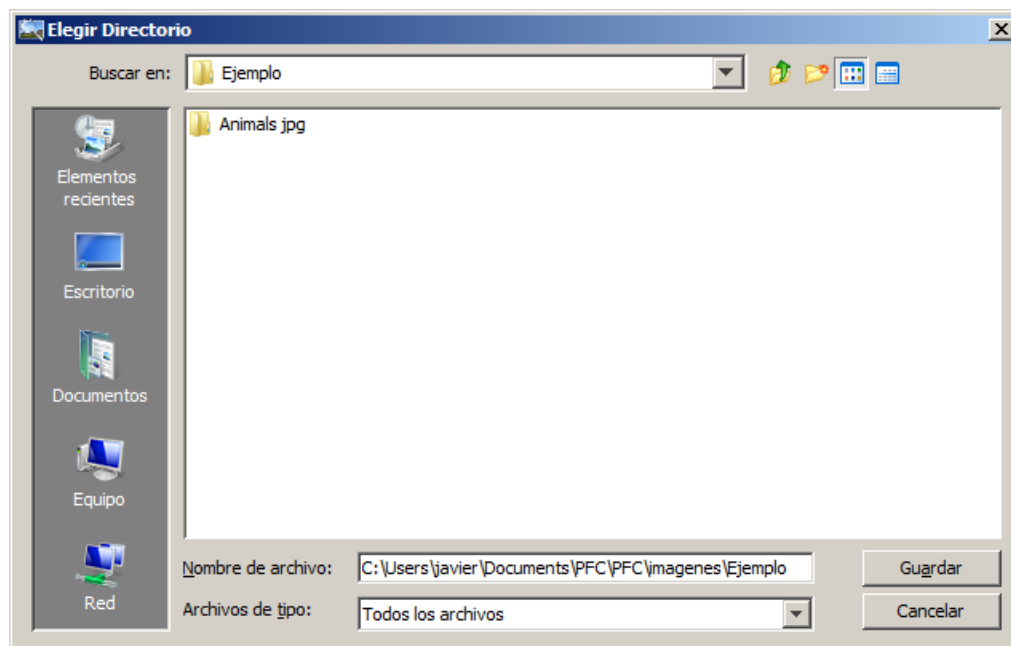 Elegir Directorio
Buscar en: Ejemplo
Animals jpg
Elementos
recientes
Escritorio
Documentos
Equipo
Red
Nombre de archivo: C:\Users\javier\Documents\PFC\PFC\imagenes\Ejemplo Guardar
Archivos de tipo: Todos los archivos Cancelar